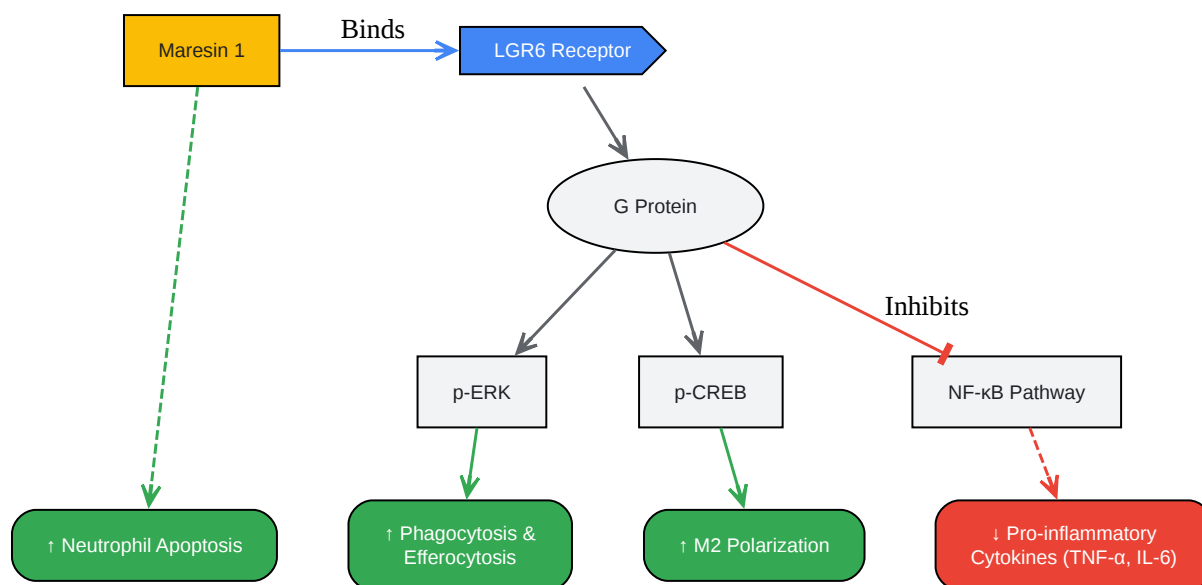 Maresin 1
Binds
LGR6 Receptor
G Protein
Inhibits
p-ERK
p-CREB
NF-κB Pathway
↑ Neutrophil Apoptosis
↑ Phagocytosis &
Efferocytosis
↑ M2 Polarization
↓ Pro-inflammatory
Cytokines (TNF-α, IL-6)